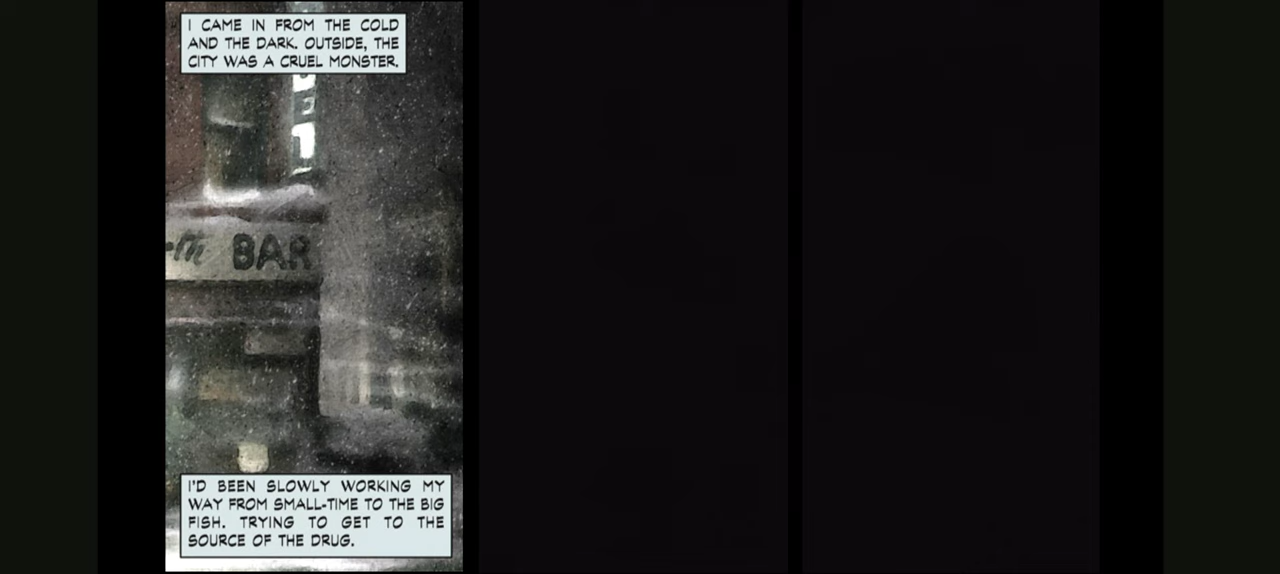 I CAME IN FROM THE COLD
AND THE DARK. OUTSIDE, THE
CITY WAS A CRUEL MONSTER.
BAR
I'D BEEN SLOWLY WORKING MY
WAY FROM SMALL-TIME TO THE BIG
FISH. TRYING TO GET TO THE
SOURCE OF THE DRUG.